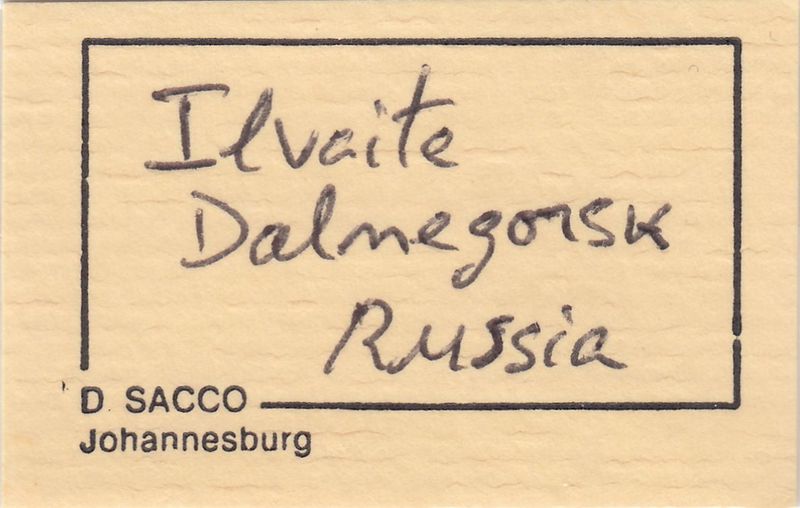 Ilvaite
Dalnegorsk
Russia
D. SACCO
Johannesburg